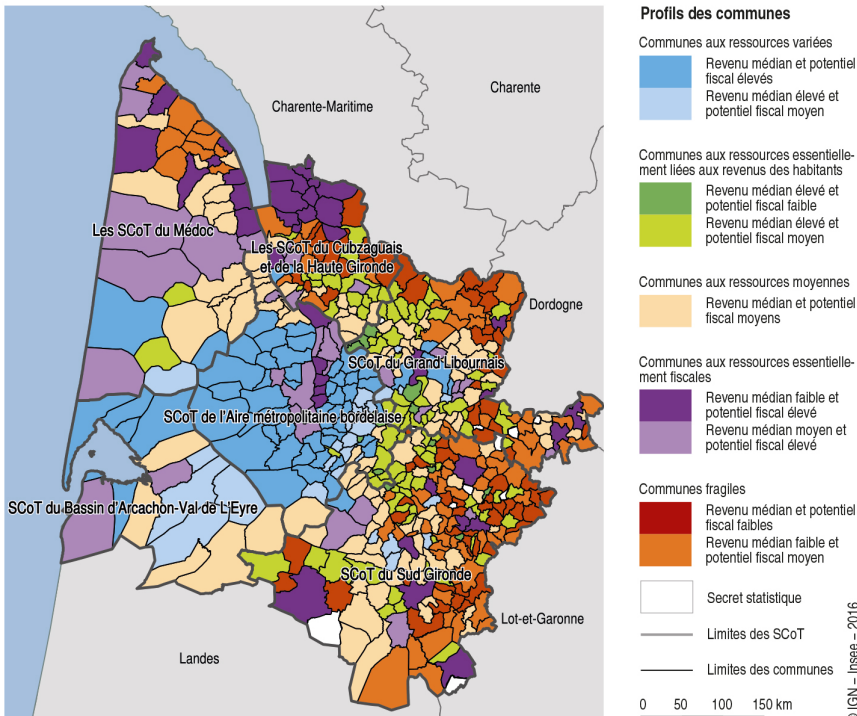 Charente-Maritime
Charente
Les SCoT du Médoc
Les SCoT du Cubzaguais
et de la Haute Gironde
Dordogne
SCoT du Grand Libournais
SCoT de l'Aire métropolitaine bordelaise
SCoT du Bassin d'Arcachon-Val de L'Eyre
SCoT du Sud Gironde
Lot-et-Garonne
Landes
Profils des communes
Communes aux ressources variées
Revenu médian et potentiel
fiscal élevés
Revenu médian élevé et
potentiel fiscal moyen
Communes aux ressources essentielle-
ment liées aux revenus des habitants
Revenu médian élevé et
potentiel fiscal faible
Revenu médian élevé et
potentiel fiscal moyen
Communes aux ressources moyennes
Revenu médian et potentiel
fiscal moyens
Communes aux ressources essentielle-
ment fiscales
Revenu médian faible et
potentiel fiscal élevé
Revenu médian moyen et
potentiel fiscal élevé
Communes fragiles
Revenu médian et potentiel
fiscal faibles
Revenu médian faible et
potentiel fiscal moyen
Secret statistique
Limites des SCoT
Limites des communes
0 50 100 150 km
© IGN – Insee – 2016